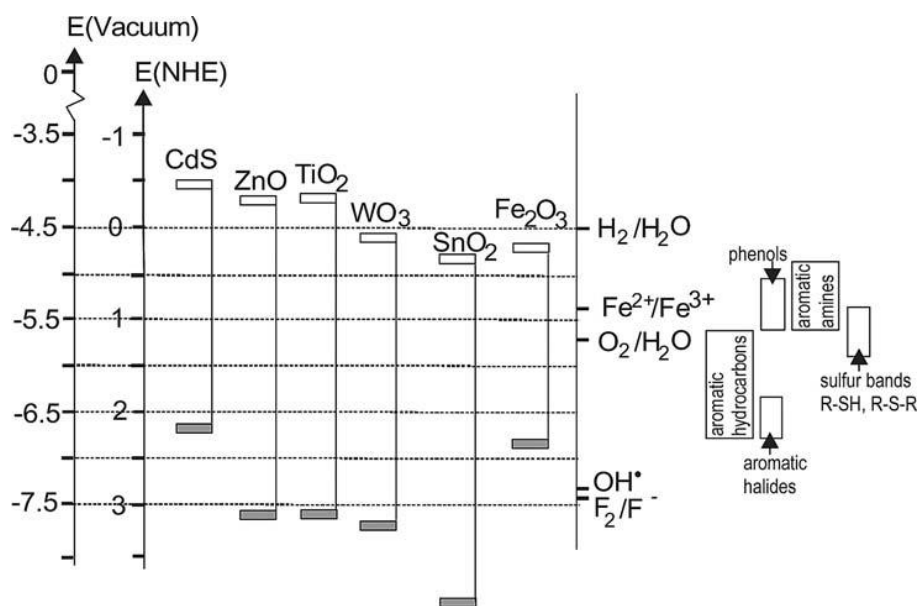 E(Vacuum)
E(NHE)
0
-3.5
-4.5
-5.5
-6.5
-7.5
-1
0
1
2
3
CdS
ZnO
TiO₂
WO₃
SnO₂
Fe₂O₃
H₂/H₂O
Fe²⁺/Fe³⁺
O₂/H₂O
OH•
F₂/F⁻
phenols
aromatic
amines
aromatic
hydrocarbons
sulfur bands
R-SH, R-S-R
aromatic
halides